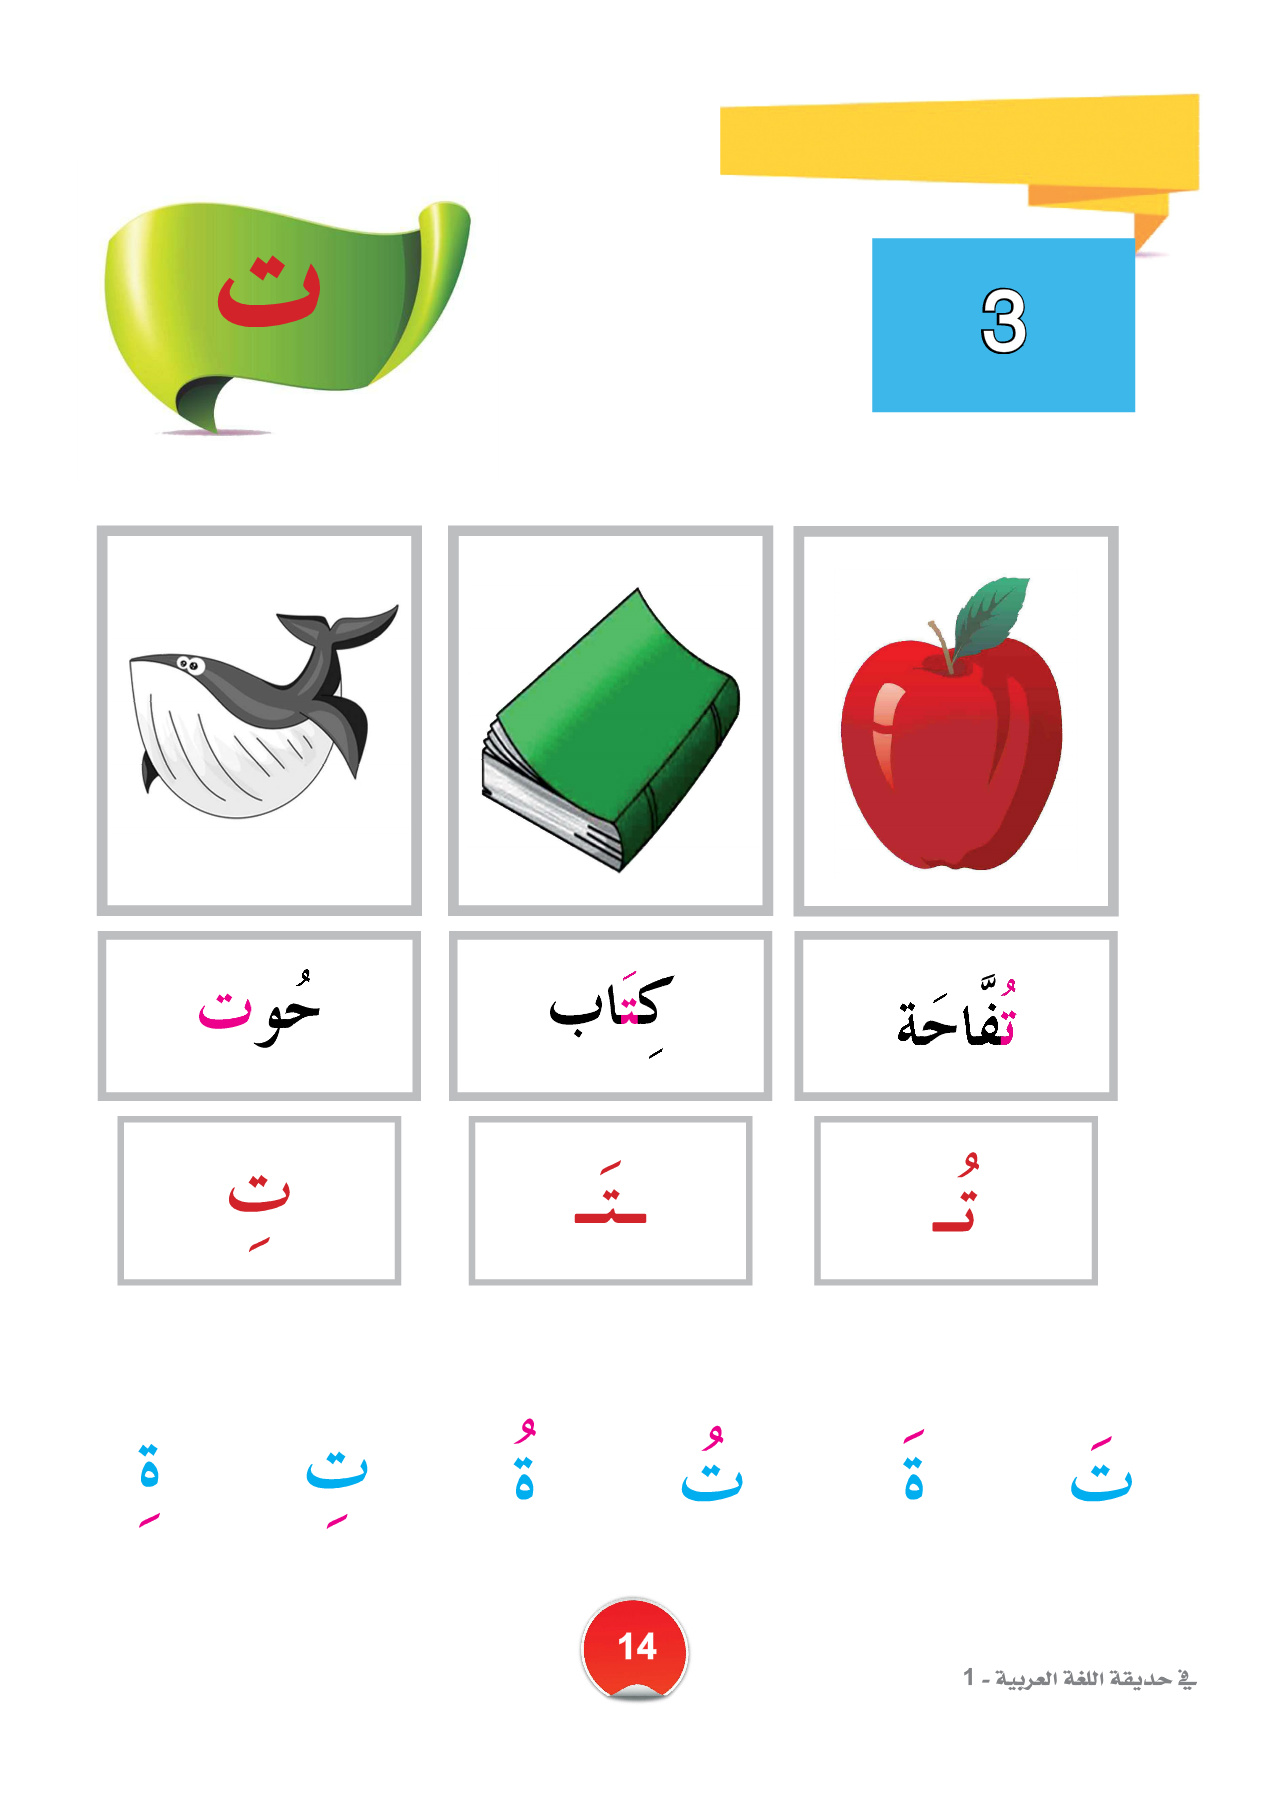 3
ت
تُفَّاحَة
كِتَاب
حُوت
تُـ
ـتَـ
تِ
تَ ةَ تُ ةُ تِ ةِ
14
في حديقة اللغة العربية - 1